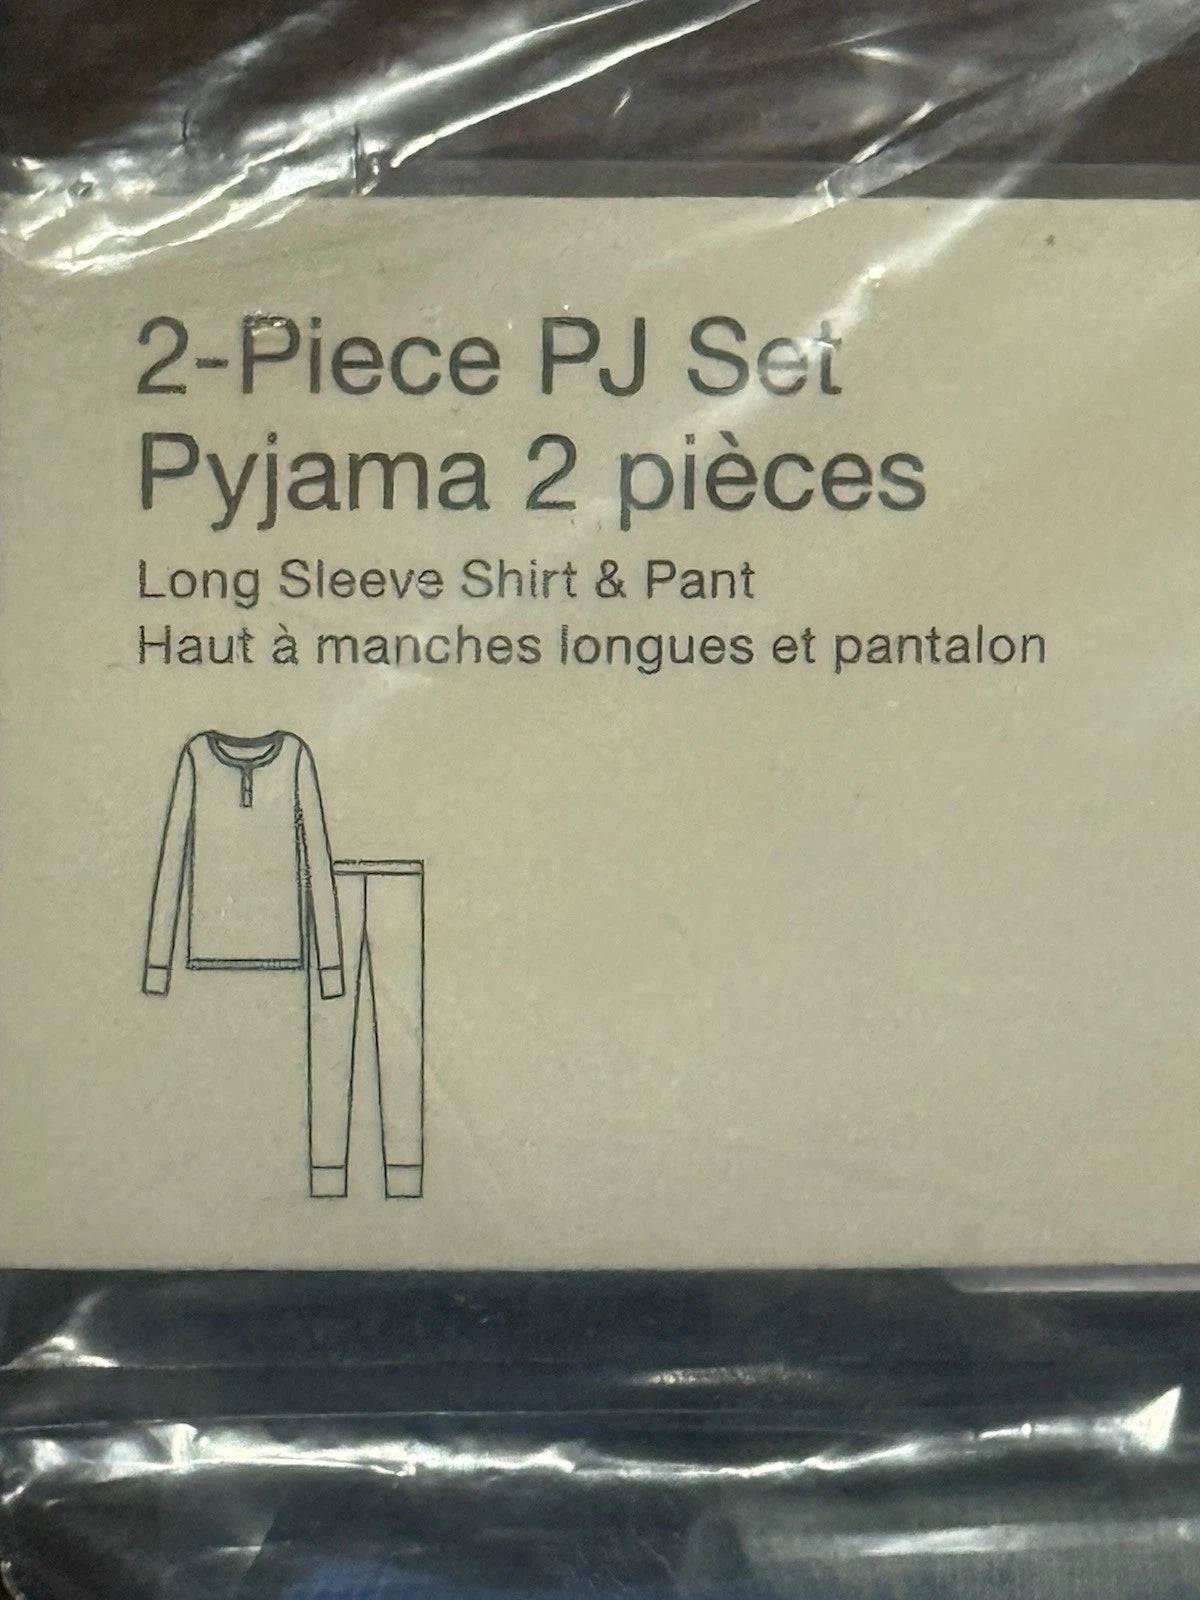 2-Piece PJ Set
Pyjama 2 pièces
Long Sleeve Shirt & Pant
Haut à manches longues et pantalon